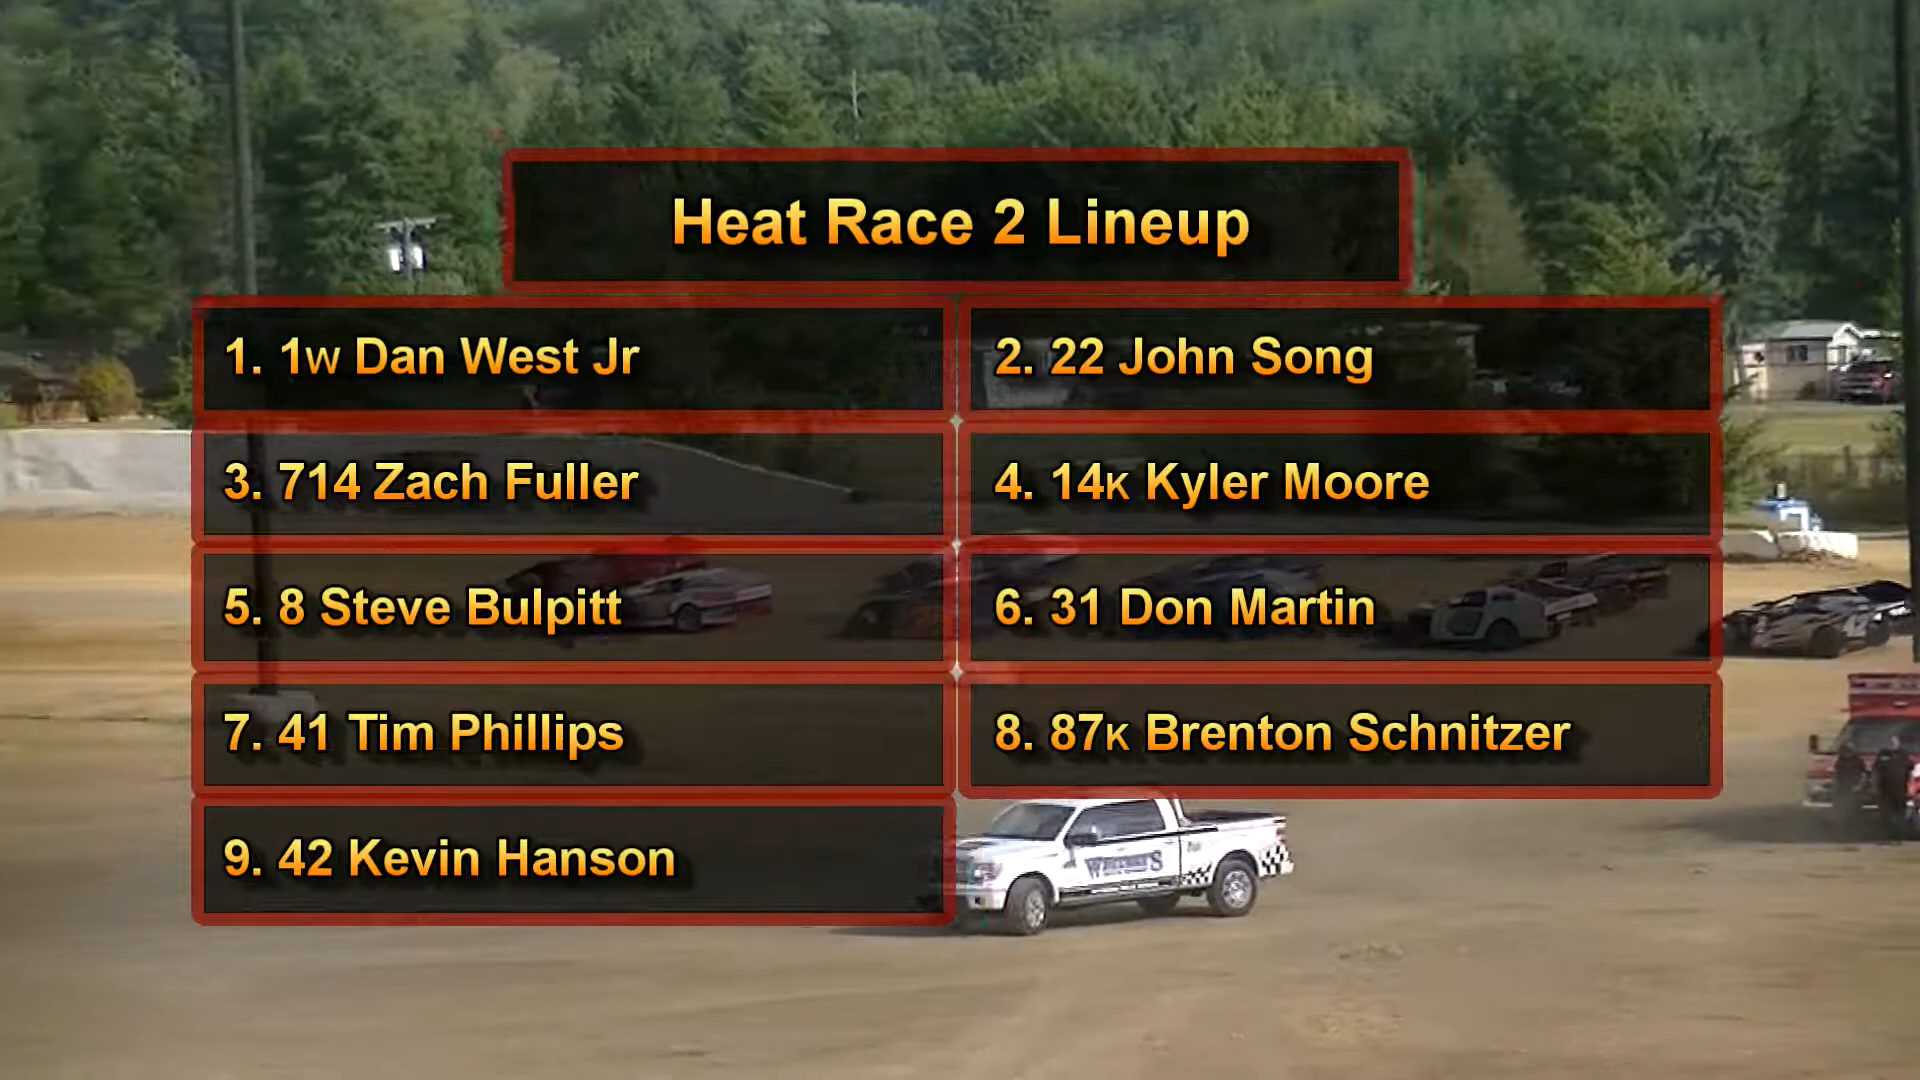 Heat Race 2 Lineup
1. 1w Dan West Jr
2. 22 John Song
3. 714 Zach Fuller
4. 14K Kyler Moore
5. 8 Steve Bulpitt
6. 31 Don Martin
7. 41 Tim Phillips
8. 87K Brenton Schnitzer
9. 42 Kevin Hanson